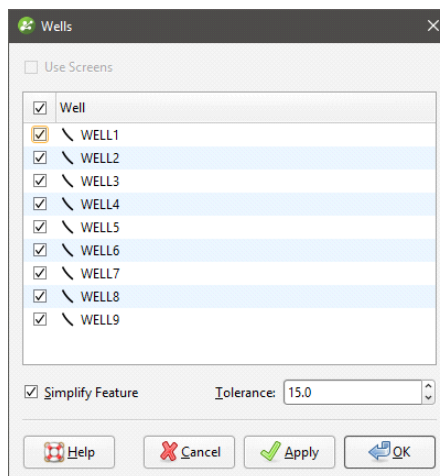 Wells
Use Screens
Well
WELL1
WELL2
WELL3
WELL4
WELL5
WELL6
WELL7
WELL8
WELL9
Simplify Feature Tolerance: 15.0
Help Cancel Apply OK